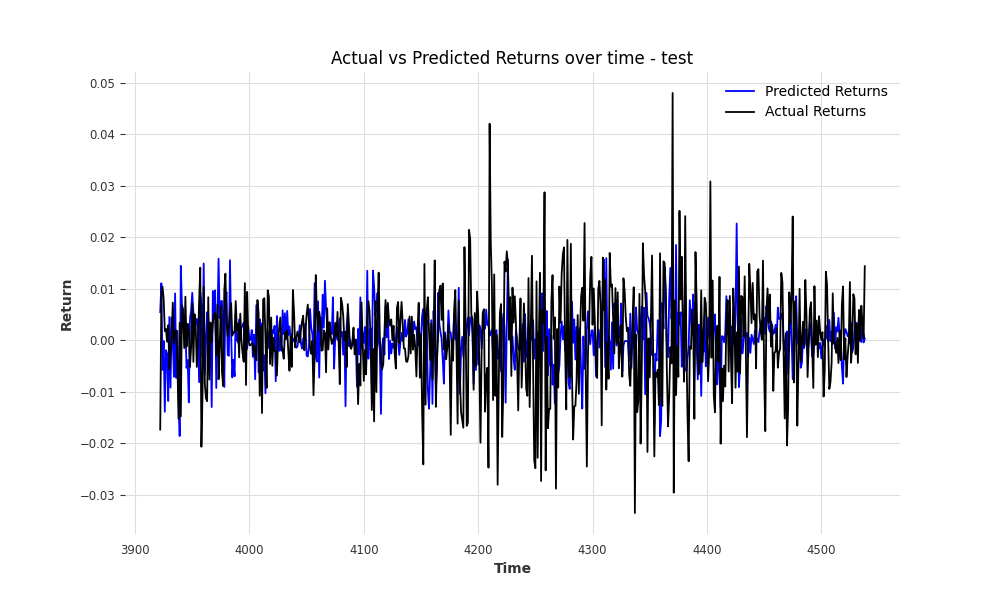 Actual vs Predicted Returns over time - test
Predicted Returns
Actual Returns
0.05
0.04
0.03
0.02
0.01
0.00
−0.01
−0.02
−0.03
Return
3900 4000 4100 4200 4300 4400 4500
Time